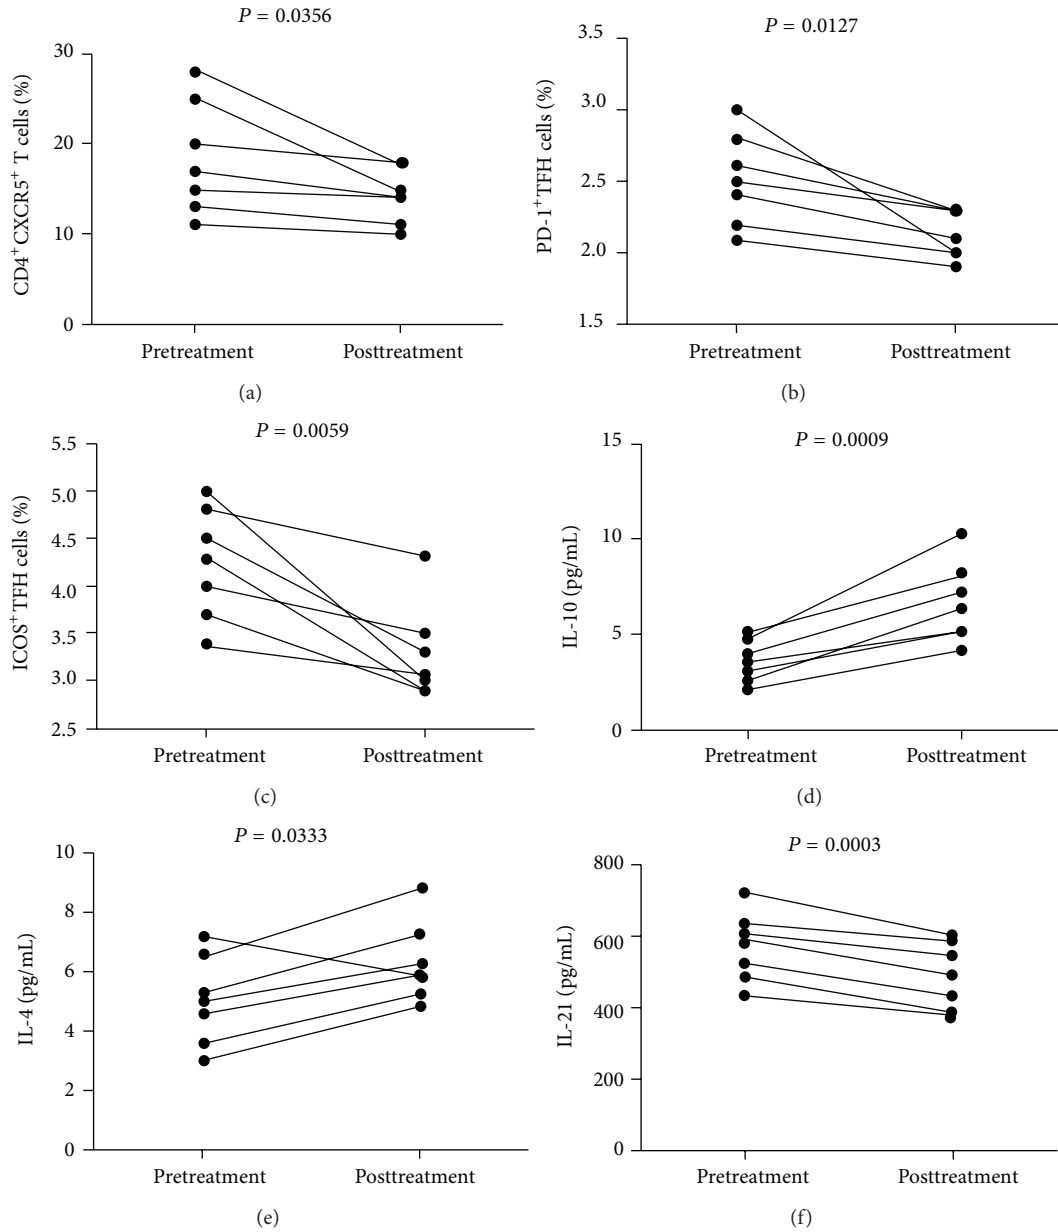 P = 0.0356
CD4⁺CXCR5⁺ T cells (%)
30
20
10
0
Pretreatment Posttreatment
(a)
P = 0.0127
PD-1⁺TFH cells (%)
3.5
3.0
2.5
2.0
1.5
Pretreatment Posttreatment
(b)
P = 0.0059
ICOS⁺TFH cells (%)
5.5
5.0
4.5
4.0
3.5
3.0
2.5
Pretreatment Posttreatment
(c)
P = 0.0009
IL-10 (pg/mL)
15
10
5
0
Pretreatment Posttreatment
(d)
P = 0.0333
IL-4 (pg/mL)
10
8
6
4
2
0
Pretreatment Posttreatment
(e)
P = 0.0003
IL-21 (pg/mL)
800
600
400
200
0
Pretreatment Posttreatment
(f)